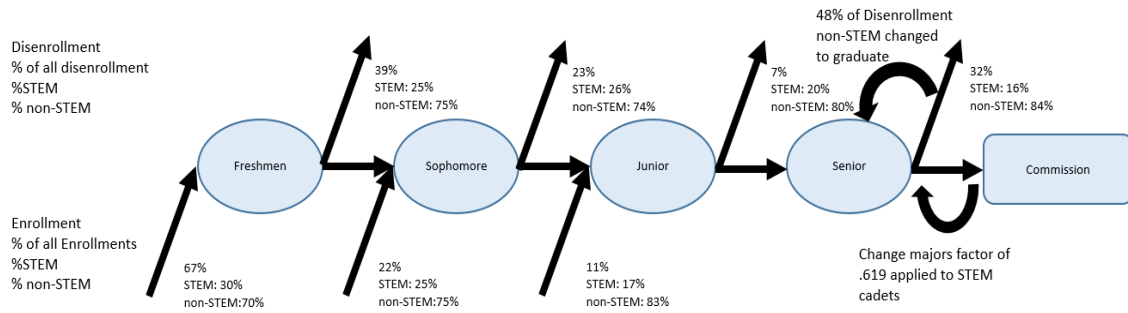 Disenrollment
% of all disenrollment
%STEM
% non-STEM
39%
STEM: 25%
non-STEM: 75%
23%
STEM: 26%
non-STEM: 74%
7%
STEM: 20%
non-STEM: 80%
48% of Disenrollment
non-STEM changed
to graduate
32%
STEM: 16%
non-STEM: 84%
Freshmen
Sophomore
Junior
Senior
Commission
Enrollment
% of all Enrollments
%STEM
% non-STEM
67%
STEM: 30%
non-STEM:70%
22%
STEM: 25%
non-STEM:75%
11%
STEM: 17%
non-STEM: 83%
Change majors factor of
.619 applied to STEM
cadets